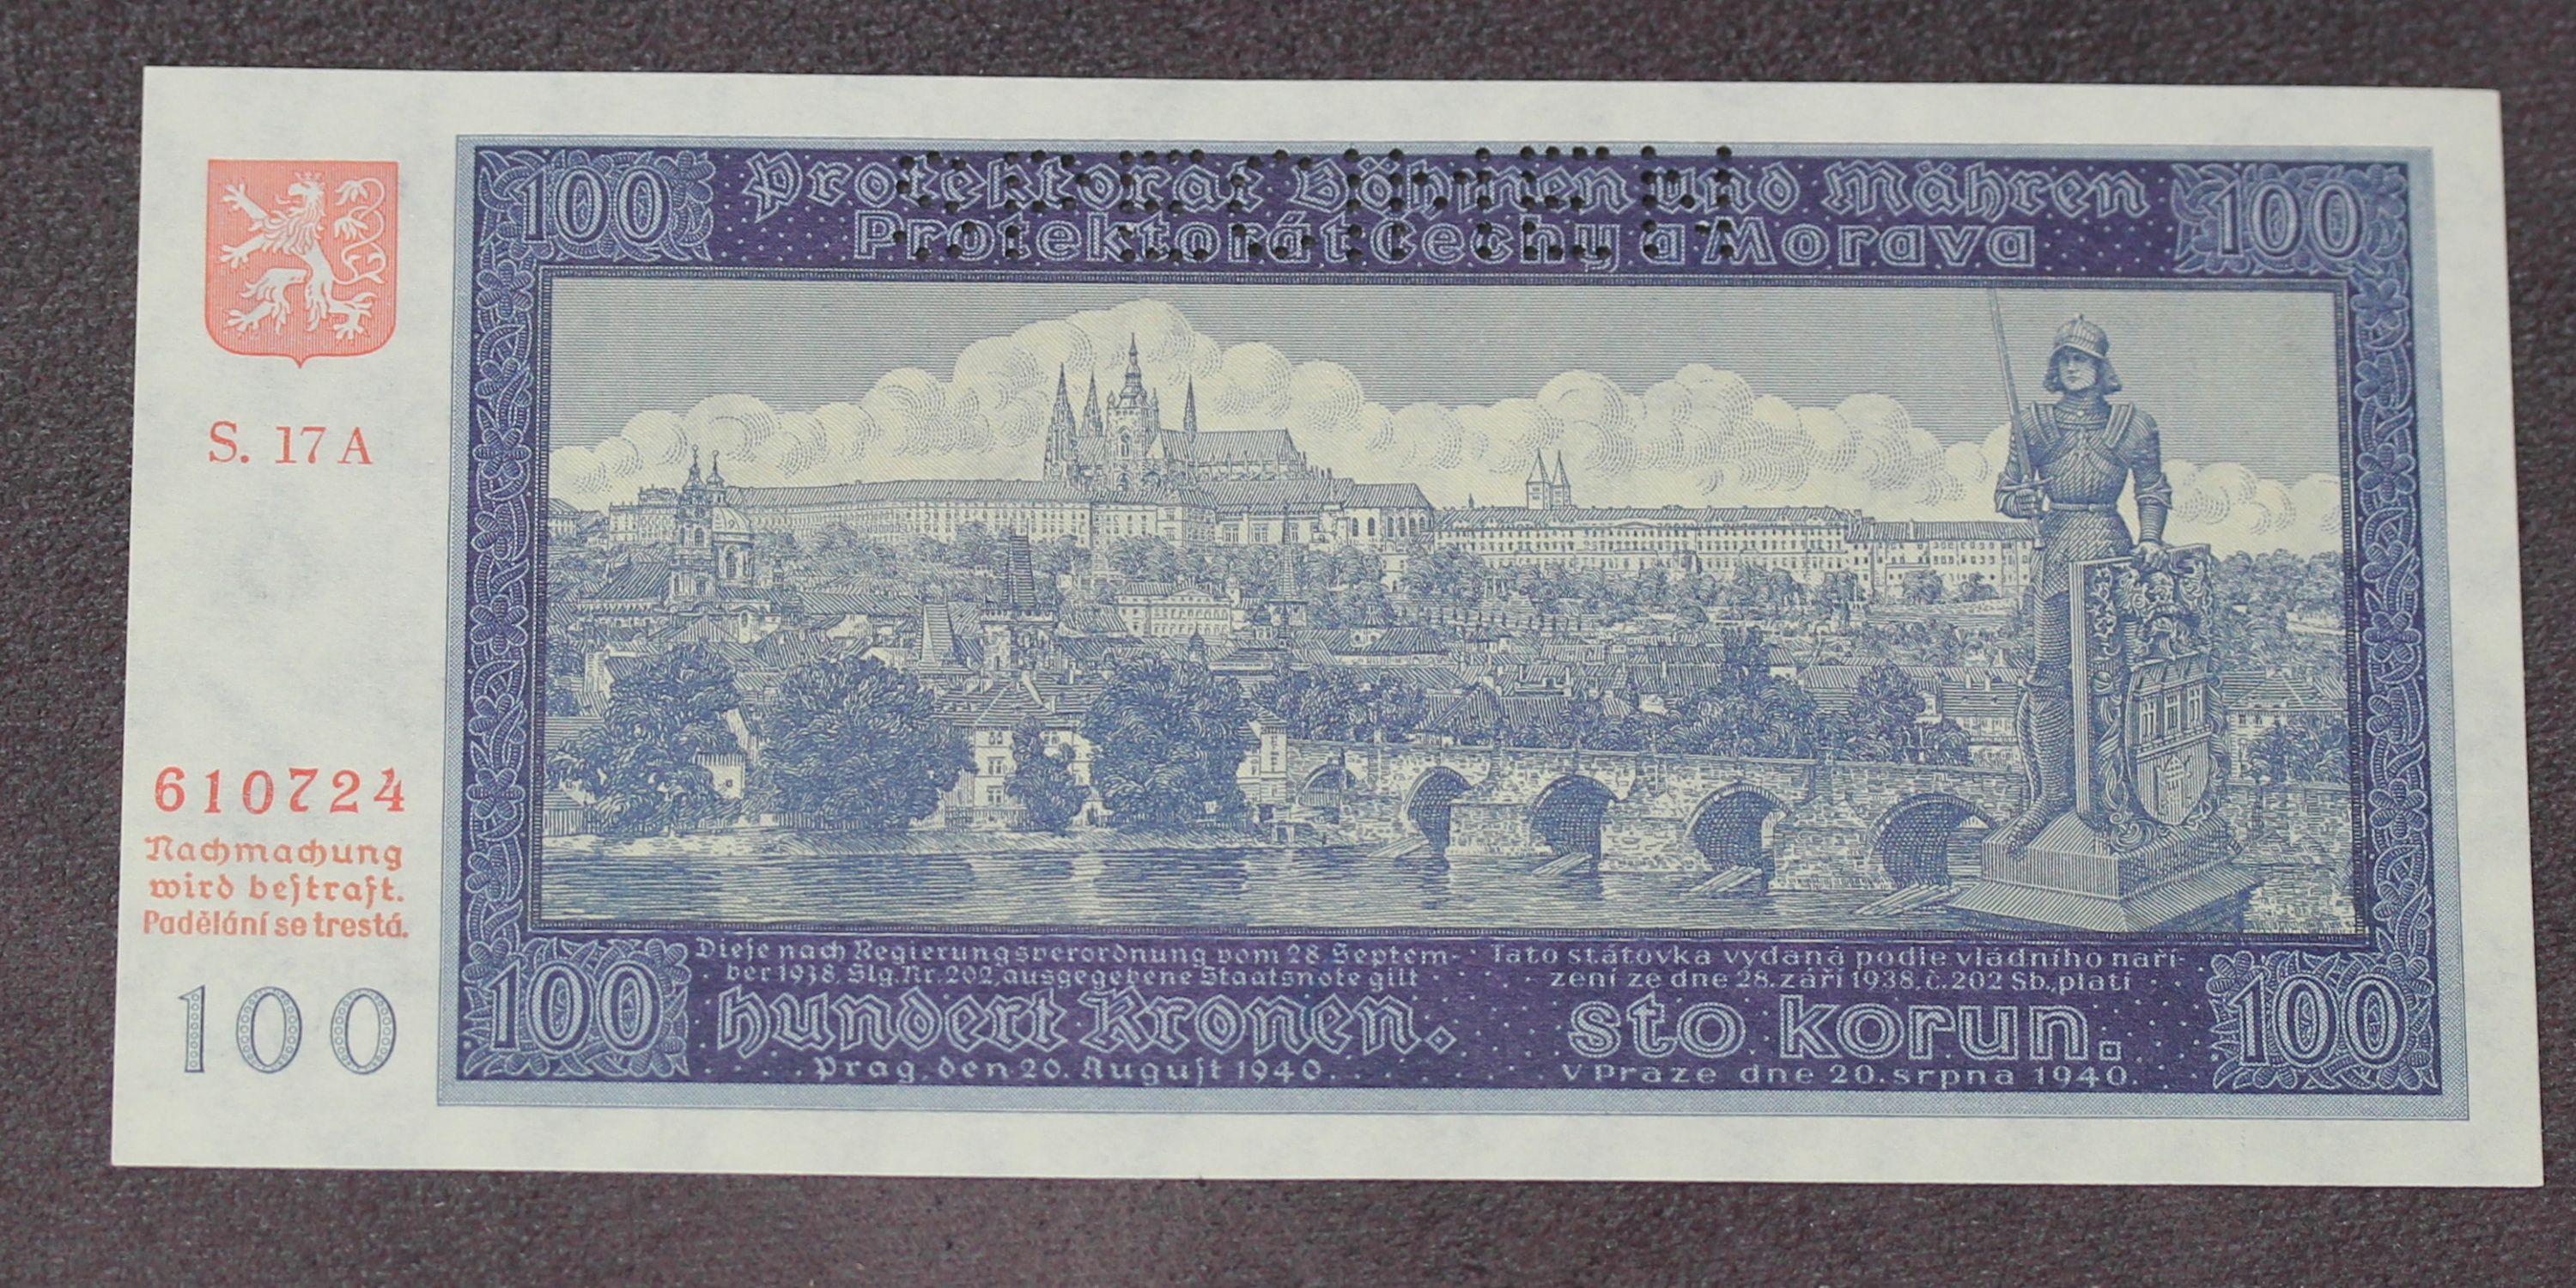 S. 17 A
610724
Nachmachung
wird bestraft.
Padělání se trestá.
100
100
SPECIMEN
Protektorat Böhmen und Mähren
Protektorát Čechy a Morava
100
Diese nach Regierungsverordnung vom 28 Septem-
ber 1938, Slg. Nr. 202, ausgegebene Staatsnote gilt
hundert Kronen.
Prag, den 20. August 1940.
Tato státovka vydaná podle vládního naří-
zení ze dne 28. září 1938, č. 202 Sb., platí
sto korun.
v Praze dne 20. srpna 1940.
100
100